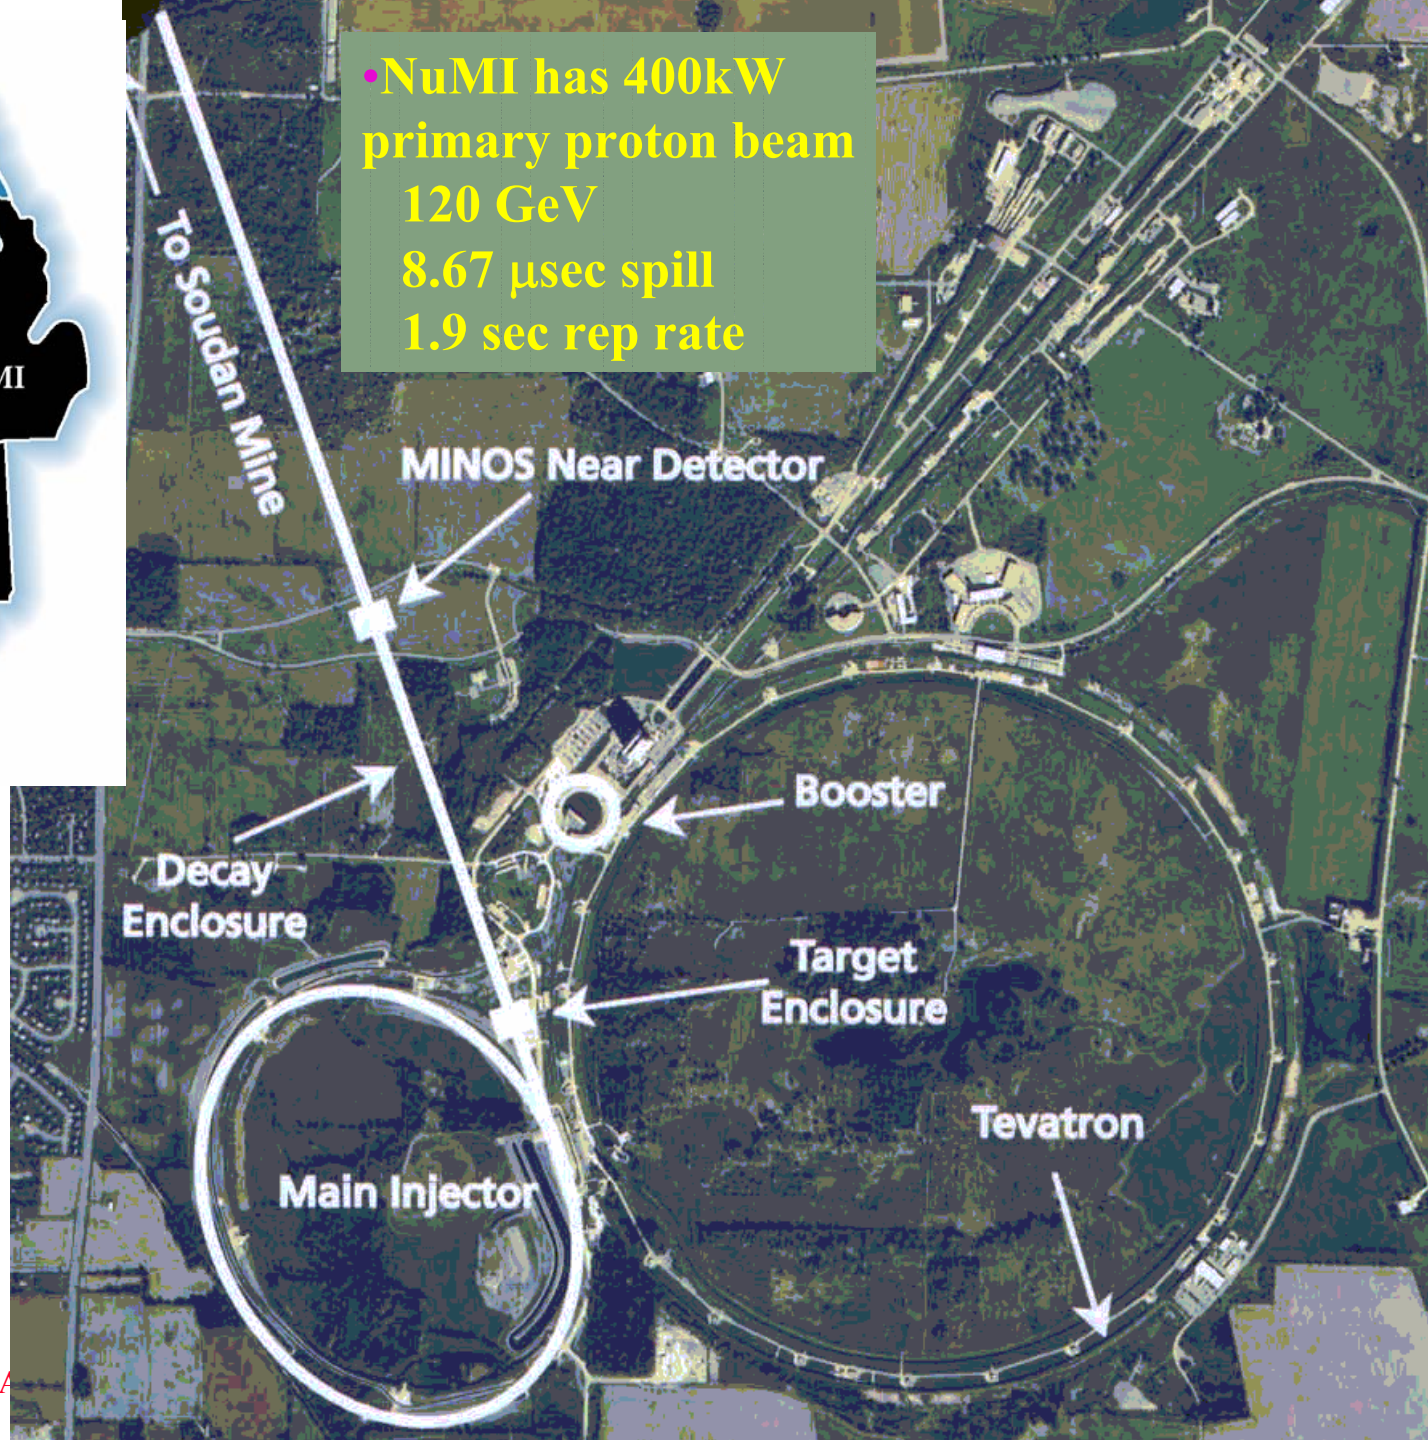 •NuMI has 400kW
primary proton beam
120 GeV
8.67 μsec spill
1.9 sec rep rate
To Soudan Mine
MI
MINOS Near Detector
Booster
Decay
Enclosure
Target
Enclosure
Tevatron
Main Injector
A